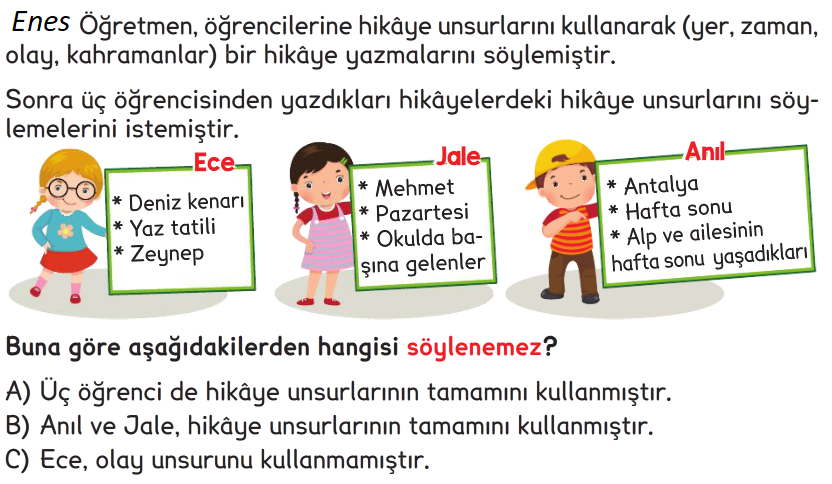 Enes Öğretmen, öğrencilerine hikâye unsurlarını kullanarak (yer, zaman,
olay, kahramanlar) bir hikâye yazmalarını söylemiştir.
Sonra üç öğrencisinden yazdıkları hikâyelerdeki hikâye unsurlarını söy-
lemelerini istemiştir.
Ece
* Deniz kenarı
* Yaz tatili
* Zeynep
Jale
* Mehmet
* Pazartesi
* Okulda ba-
şına gelenler
Anıl
* Antalya
* Hafta sonu
* Alp ve ailesinin
hafta sonu yaşadıkları
Buna göre aşağıdakilerden hangisi söylenemez?
A) Üç öğrenci de hikâye unsurlarının tamamını kullanmıştır.
B) Anıl ve Jale, hikâye unsurlarının tamamını kullanmıştır.
C) Ece, olay unsurunu kullanmamıştır.